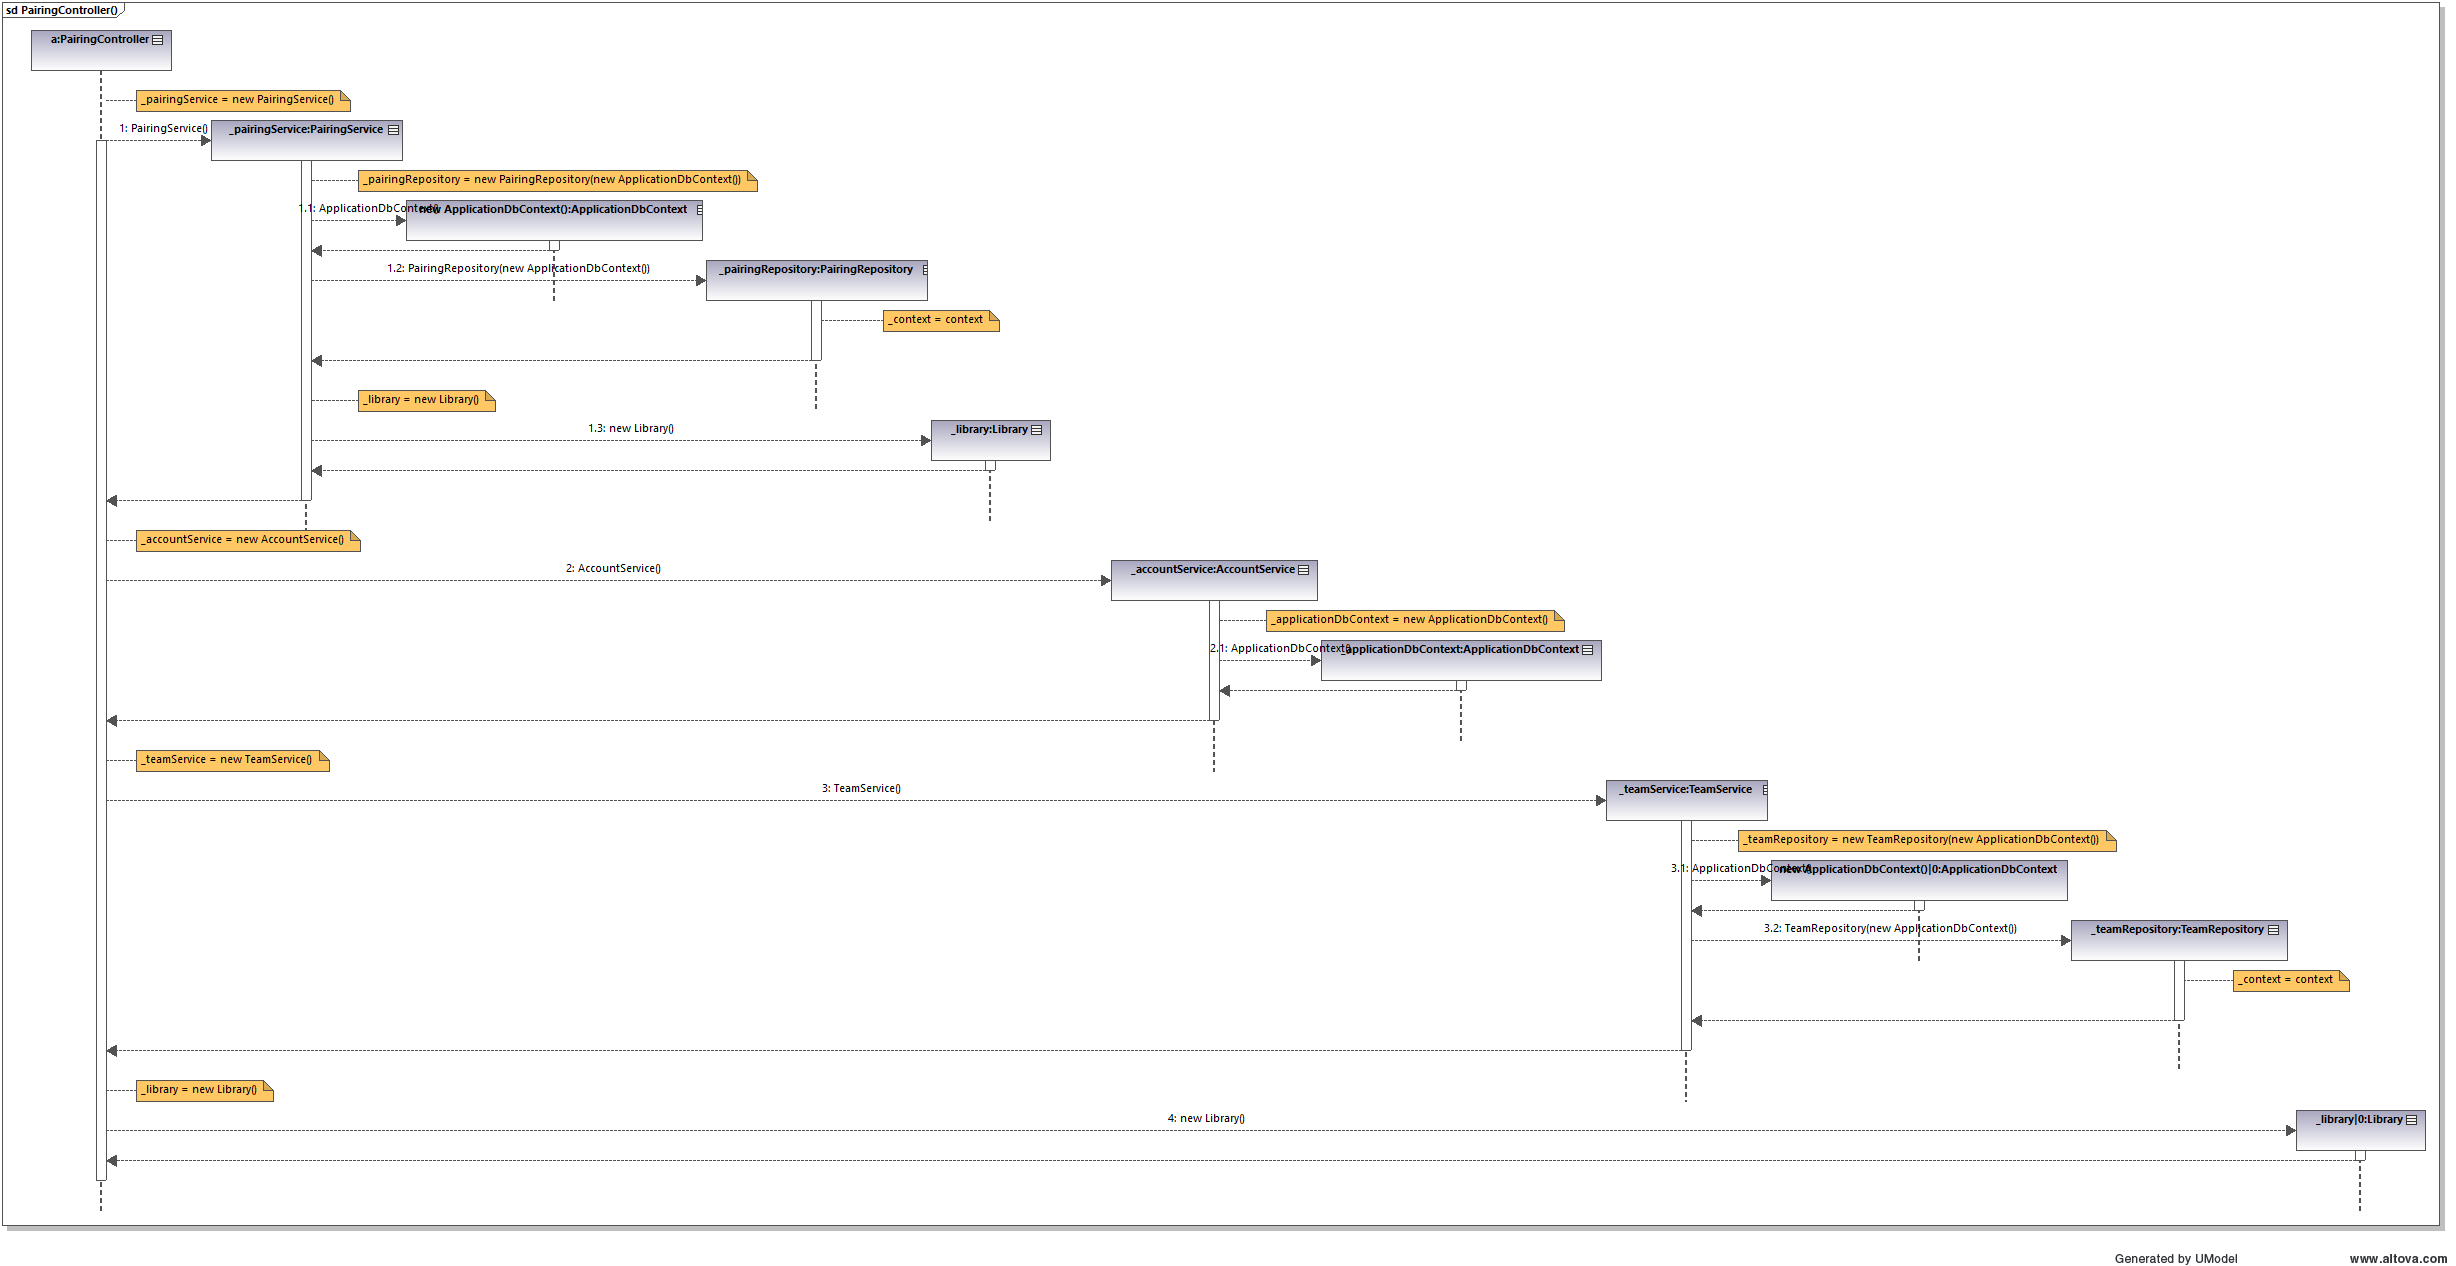 sd PairingController()
a:PairingController
_pairingService = new PairingService()
1: PairingService()
_pairingService:PairingService
_pairingRepository = new PairingRepository(new ApplicationDbContext())
1.1: ApplicationDbContext()
new ApplicationDbContext():ApplicationDbContext
1.2: PairingRepository(new ApplicationDbContext())
_pairingRepository:PairingRepository
_context = context
_library = new Library()
1.3: new Library()
_library:Library
_accountService = new AccountService()
2: AccountService()
_accountService:AccountService
_applicationDbContext = new ApplicationDbContext()
2.1: ApplicationDbContext()
_applicationDbContext:ApplicationDbContext
_teamService = new TeamService()
3: TeamService()
_teamService:TeamService
_teamRepository = new TeamRepository(new ApplicationDbContext())
3.1: ApplicationDbContext()
new ApplicationDbContext()|0:ApplicationDbContext
3.2: TeamRepository(new ApplicationDbContext())
_teamRepository:TeamRepository
_context = context
_library = new Library()
4: new Library()
_library|0:Library
Generated by UModel
www.altova.com